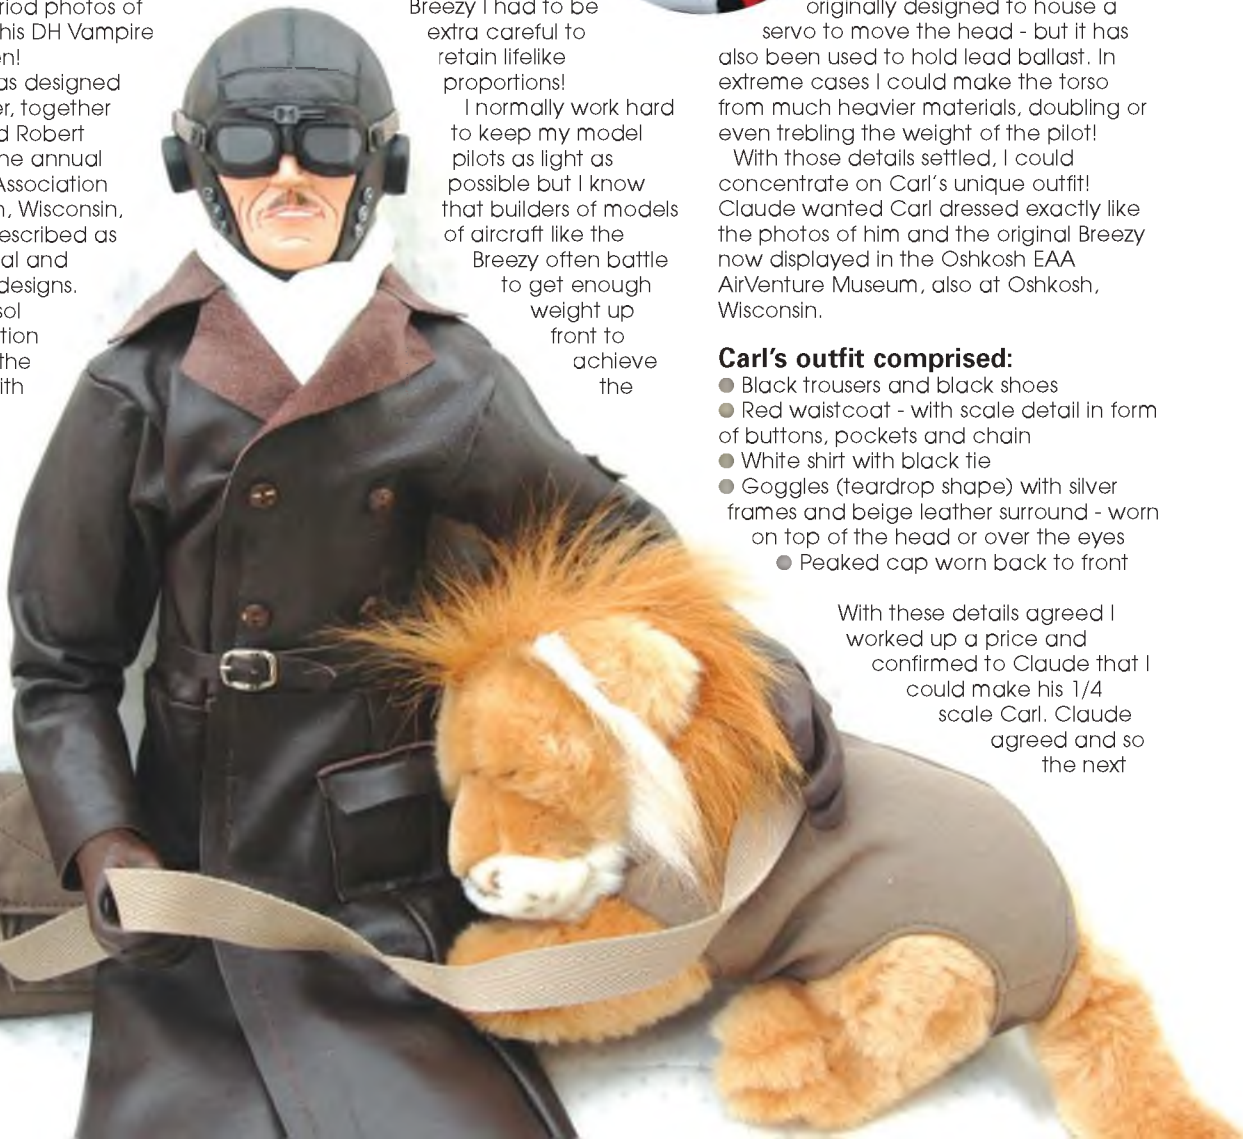 riod photos of
his DH Vampire
n!
as designed
er, together
d Robert
he annual
Association
n, Wisconsin,
escribed as
al and
designs.
sol
tion
the
ith
Breezy I had to be
extra careful to
retain lifelike
proportions!
I normally work hard
to keep my model
pilots as light as
possible but I know
that builders of models
of aircraft like the
Breezy often battle
to get enough
weight up
front to
achieve
the
originally designed to house a
servo to move the head - but it has
also been used to hold lead ballast. In
extreme cases I could make the torso
from much heavier materials, doubling or
even trebling the weight of the pilot!
With those details settled, I could
concentrate on Carl's unique outfit!
Claude wanted Carl dressed exactly like
the photos of him and the original Breezy
now displayed in the Oshkosh EAA
AirVenture Museum, also at Oshkosh,
Wisconsin.
Carl's outfit comprised:
● Black trousers and black shoes
● Red waistcoat - with scale detail in form
of buttons, pockets and chain
● White shirt with black tie
● Goggles (teardrop shape) with silver
frames and beige leather surround - worn
on top of the head or over the eyes
● Peaked cap worn back to front
With these details agreed I
worked up a price and
confirmed to Claude that I
could make his 1/4
scale Carl. Claude
agreed and so
the next